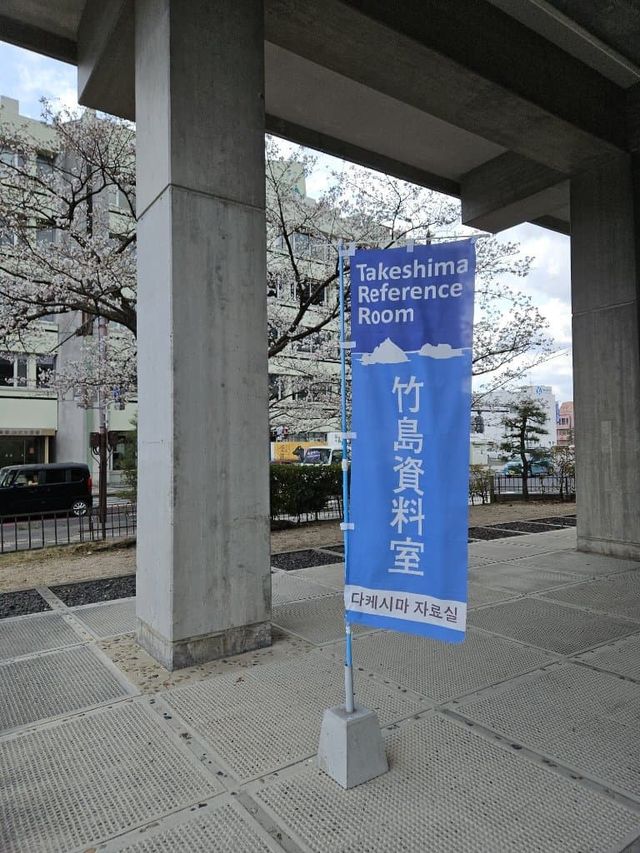 Takeshima
Reference
Room
竹島資料室
다케시마 자료실